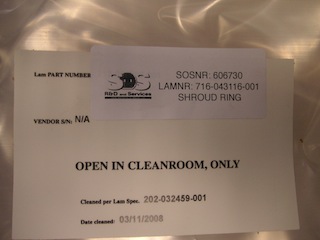 Lam PART NUMBER
SOS
R&D and Services
SOSNR: 606730
LAMNR: 716-043116-001
SHROUD RING
VENDOR S/N: N/A
OPEN IN CLEANROOM, ONLY
Cleaned per Lam Spec. 202-032459-001
Date cleaned: 03/11/2008